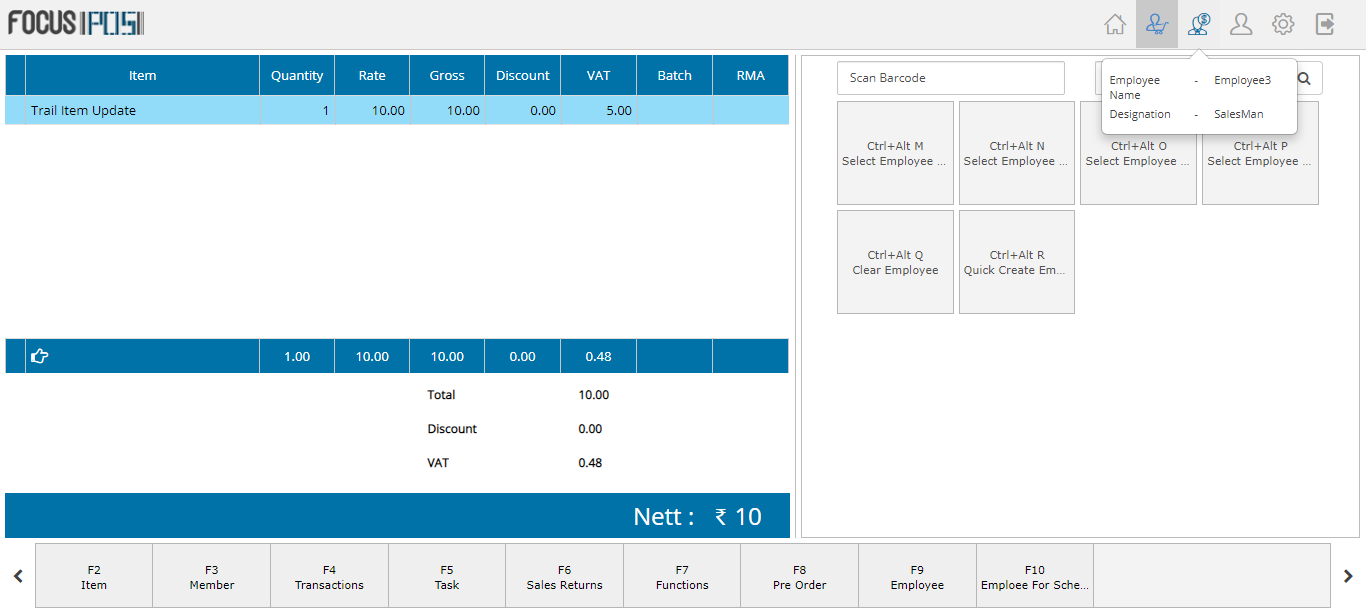 FOCUS POS
Item Quantity Rate Gross Discount VAT Batch RMA
Trail Item Update 1 10.00 10.00 0.00 5.00
1.00 10.00 10.00 0.00 0.48
Total 10.00
Discount 0.00
VAT 0.48
Nett : ₹ 10
Scan Barcode
Employee Name - Employee3
Designation - SalesMan
Ctrl+Alt M
Select Employee ...
Ctrl+Alt N
Select Employee ...
Ctrl+Alt O
Select Employee ...
Ctrl+Alt P
Select Employee ...
Ctrl+Alt Q
Clear Employee
Ctrl+Alt R
Quick Create Em...
F2
Item
F3
Member
F4
Transactions
F5
Task
F6
Sales Returns
F7
Functions
F8
Pre Order
F9
Employee
F10
Emploee For Sche...